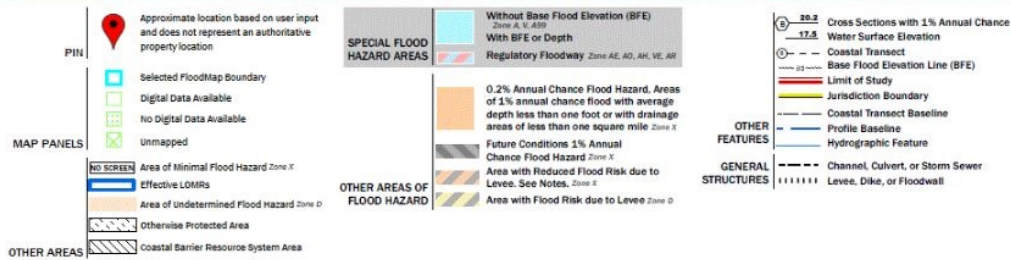 PIN
Approximate location based on user input
and does not represent an authoritative
property location
MAP PANELS
Selected FloodMap Boundary
Digital Data Available
No Digital Data Available
Unmapped
OTHER AREAS
NO SCREEN Area of Minimal Flood Hazard Zone X
Effective LOMRs
Area of Undetermined Flood Hazard Zone D
Otherwise Protected Area
Coastal Barrier Resource System Area
SPECIAL FLOOD
HAZARD AREAS
Without Base Flood Elevation (BFE)
Zone A, V, A99
With BFE or Depth
Regulatory Floodway Zone AE, AO, AH, VE, AR
OTHER AREAS OF
FLOOD HAZARD
0.2% Annual Chance Flood Hazard, Areas
of 1% annual chance flood with average
depth less than one foot or with drainage
areas of less than one square mile Zone X
Future Conditions 1% Annual
Chance Flood Hazard Zone X
Area with Reduced Flood Risk due to
Levee. See Notes. Zone X
Area with Flood Risk due to Levee Zone D
OTHER
FEATURES
B 20.2 Cross Sections with 1% Annual Chance
17.5 Water Surface Elevation
8 Coastal Transect
Base Flood Elevation Line (BFE)
Limit of Study
Jurisdiction Boundary
Coastal Transect Baseline
Profile Baseline
Hydrographic Feature
GENERAL
STRUCTURES
Channel, Culvert, or Storm Sewer
Levee, Dike, or Floodwall